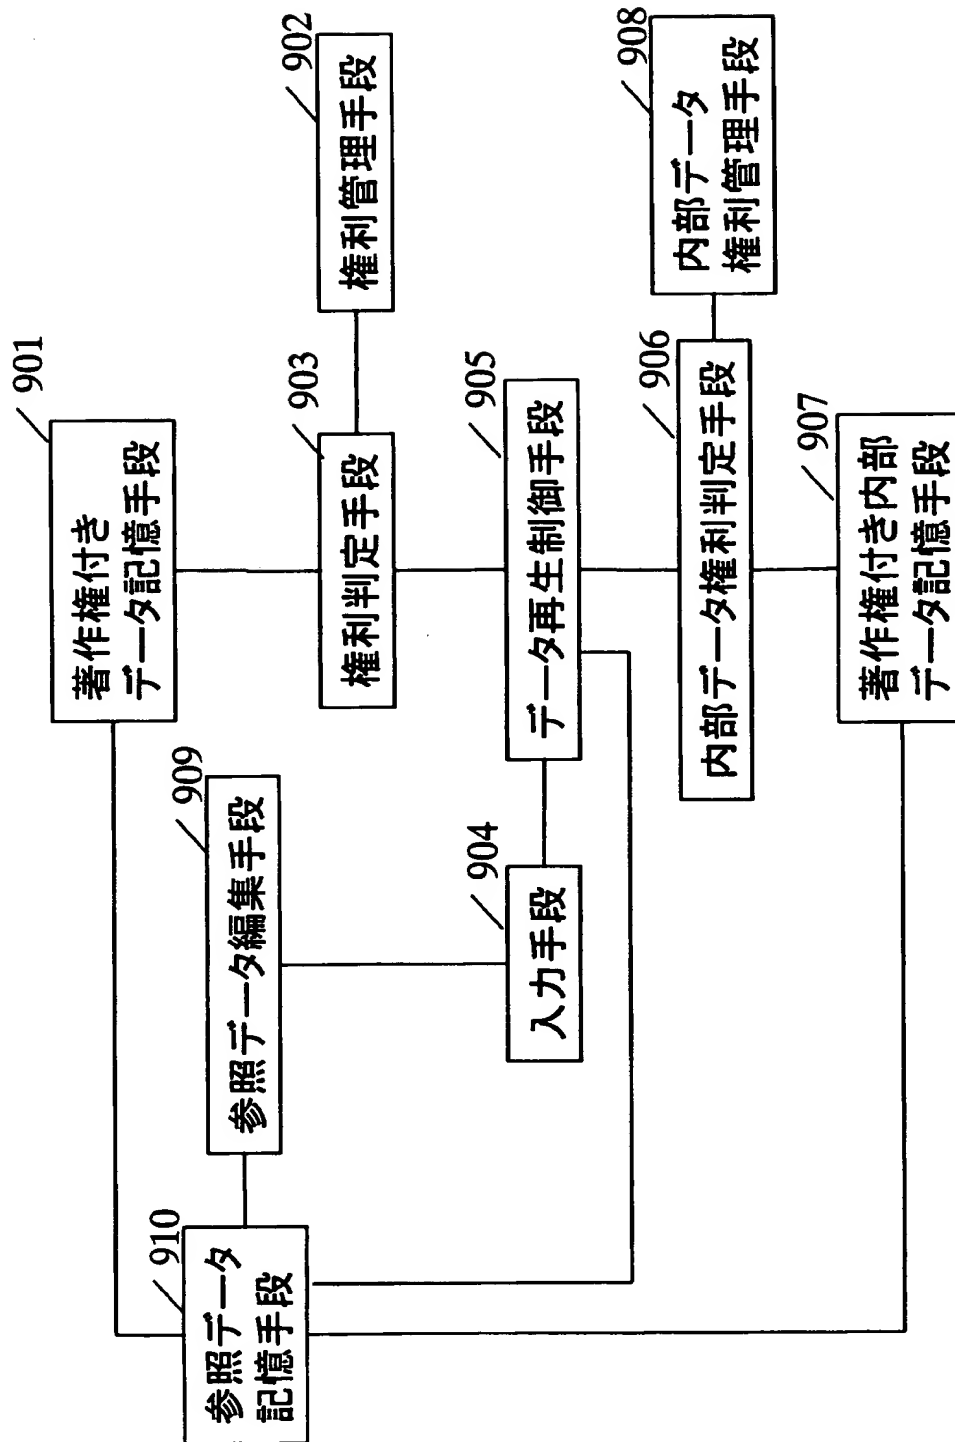 901
著作権付き
データ記憶手段
902
権利管理手段
903
権利判定手段
909
参照データ編集手段
910
参照データ
記憶手段
904
入力手段
905
データ再生制御手段
906
内部データ権利判定手段
908
内部データ
権利管理手段
907
著作権付き内部
データ記憶手段